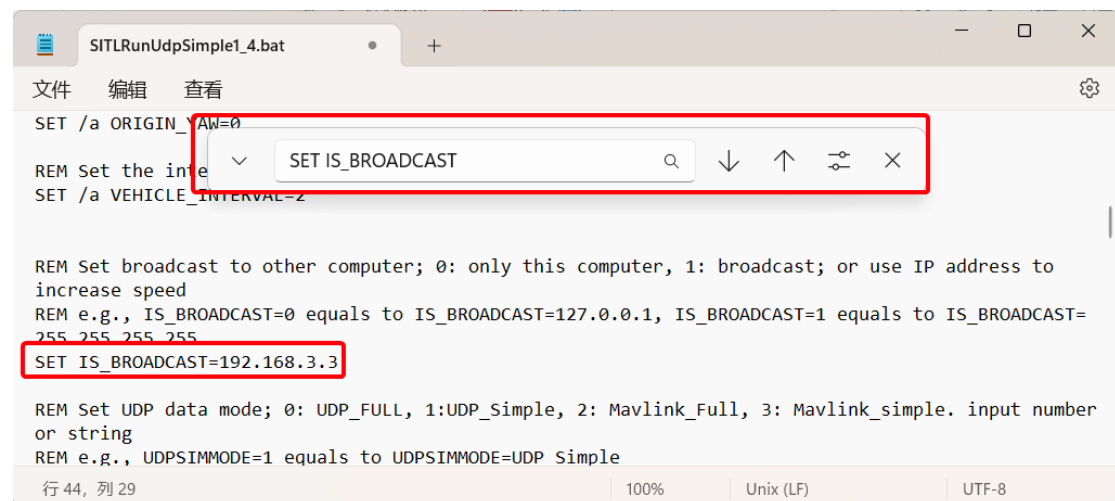 SITLRunUdpSimple1_4.bat
文件 编辑 查看
SET /a ORIGIN_YAW=0
SET IS_BROADCAST
REM Set the inte
SET /a VEHICLE_INTERVAL=2
REM Set broadcast to other computer; 0: only this computer, 1: broadcast; or use IP address to
increase speed
REM e.g., IS_BROADCAST=0 equals to IS_BROADCAST=127.0.0.1, IS_BROADCAST=1 equals to IS_BROADCAST=
255.255.255.255
SET IS_BROADCAST=192.168.3.3
REM Set UDP data mode; 0: UDP_FULL, 1:UDP_Simple, 2: Mavlink_Full, 3: Mavlink_simple. input number
or string
REM e.g., UDPSIMMODE=1 equals to UDPSIMMODE=UDP_Simple
行 44, 列 29 100% Unix (LF) UTF-8